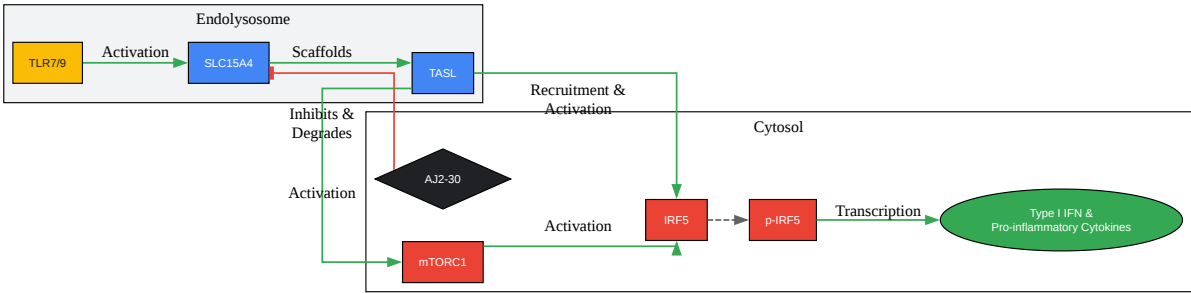 Endolysosome
TLR7/9
Activation
SLC15A4
Scaffolds
TASL
Recruitment &
Activation
Inhibits &
Degrades
Cytosol
Activation
AJ2-30
mTORC1
Activation
IRF5
p-IRF5
Transcription
Type I IFN &
Pro-inflammatory Cytokines